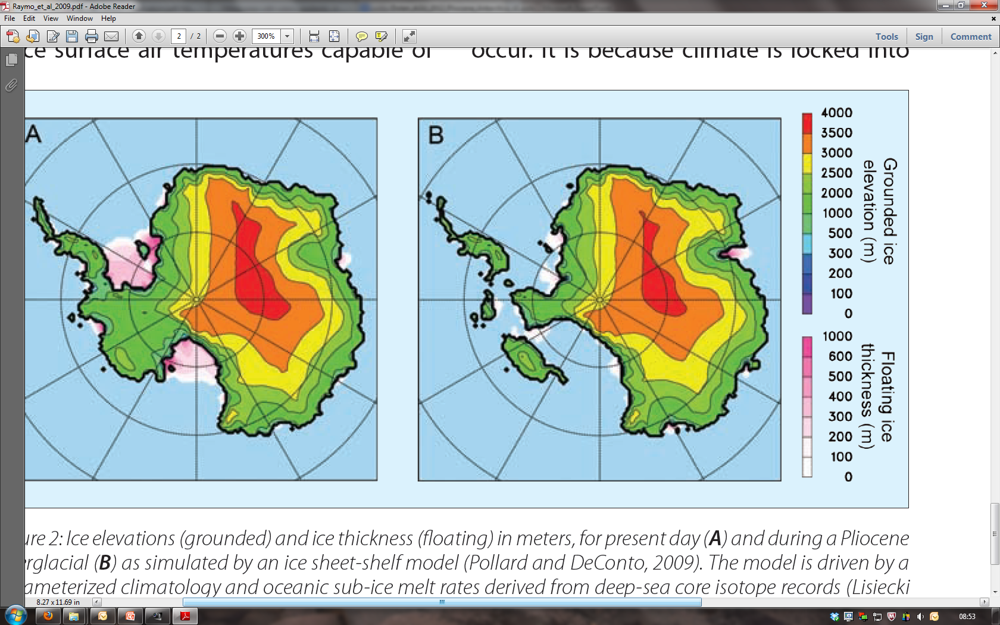 Raymo_et_al_2009.pdf - Adobe Reader
File Edit View Window Help
2 / 2 300% Tools Sign Comment
ce surface air temperatures capable of
occur. It is because climate is locked into
A
B
4000
3500
3000
2500
2000
1000
500
300
200
100
0
Grounded ice
elevation (m)
1000
600
500
400
300
200
100
0
Floating ice
thickness (m)
ure 2: Ice elevations (grounded) and ice thickness (floating) in meters, for present day (A) and during a Pliocene
erglacial (B) as simulated by an ice sheet-shelf model (Pollard and DeConto, 2009). The model is driven by a
ameterized climatology and oceanic sub-ice melt rates derived from deep-sea core isotope records (Lisiecki
8.27 x 11.69 in
08:53